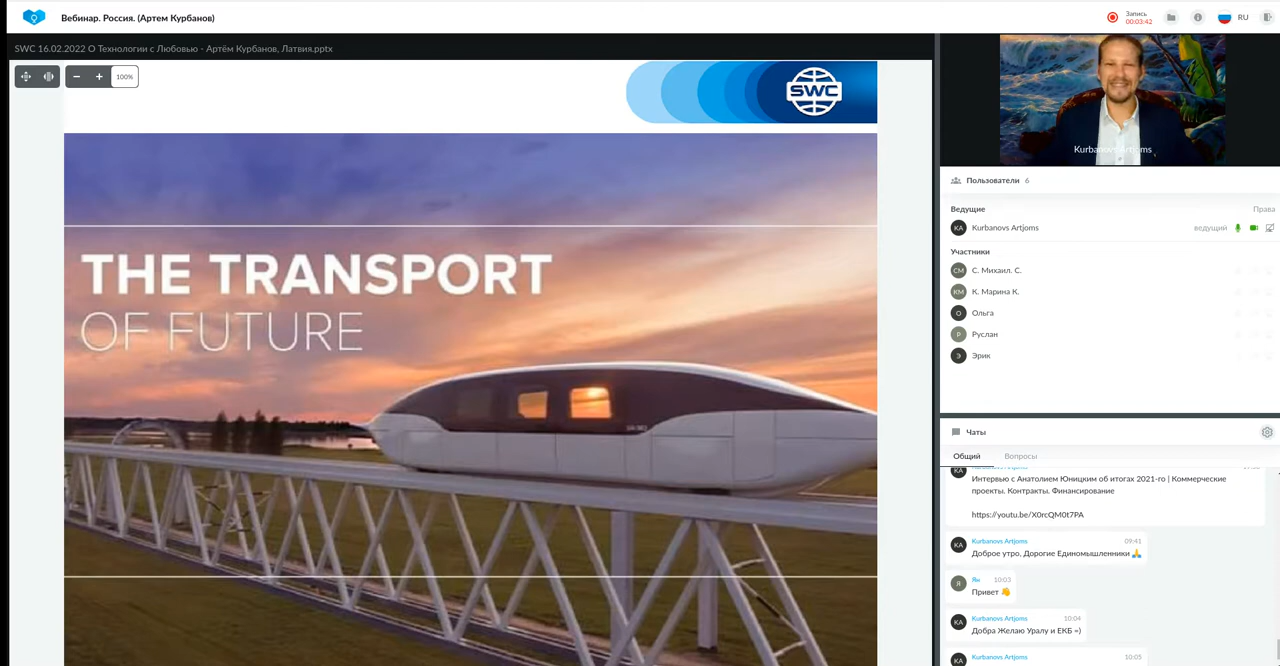 Вебинар. Россия. (Артем Курбанов)
Запись
00:03:42
RU
SWC 16.02.2022 О Технологии с Любовью - Артём Курбанов, Латвия.pptx
100%
SWC
THE TRANSPORT
OF FUTURE
Kurbanovs Artjoms
Пользователи 6
Ведущие Права
KA Kurbanovs Artjoms ведущий
Участники
СМ С. Михаил. С.
КМ К. Марина К.
О Ольга
Р Руслан
Э Эрик
Чаты
Общий Вопросы
KA
Интервью с Анатолием Юницким об итогах 2021-го | Коммерческие
проекты. Контракты. Финансирование
https://youtu.be/X0rcQM0t7PA
KA Kurbanovs Artjoms 09:41
Доброе утро, Дорогие Единомышленники 🙏
Я Ян 10:03
Привет 👋
KA Kurbanovs Artjoms 10:04
Добра Желаю Уралу и ЕКБ =)
KA Kurbanovs Artjoms 10:05